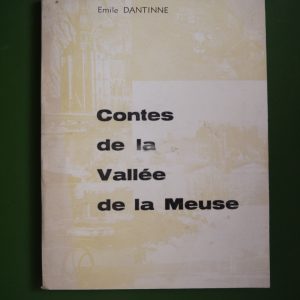 Emile DANTINNE
Contes
de la
Vallée
de la Meuse